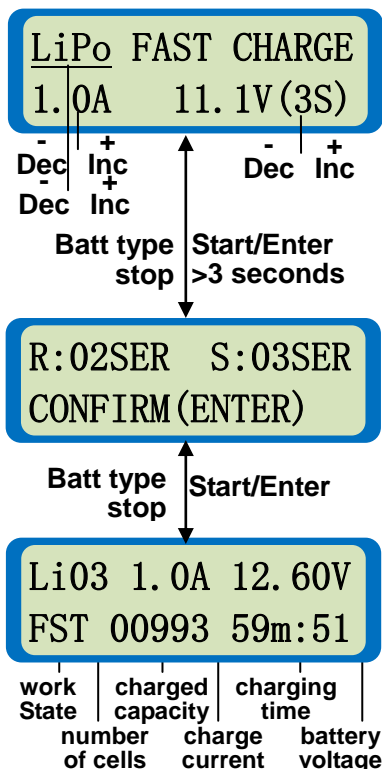 LiPo FAST CHARGE
1.0A 11.1V(3S)
- + - +
Dec Inc Dec Inc
- +
Dec Inc
Batt type Start/Enter
stop >3 seconds
R:02SER S:03SER
CONFIRM(ENTER)
Batt type Start/Enter
stop
Li03 1.0A 12.60V
FST 00993 59m:51
work charged charging
State capacity time
number charge battery
of cells current voltage